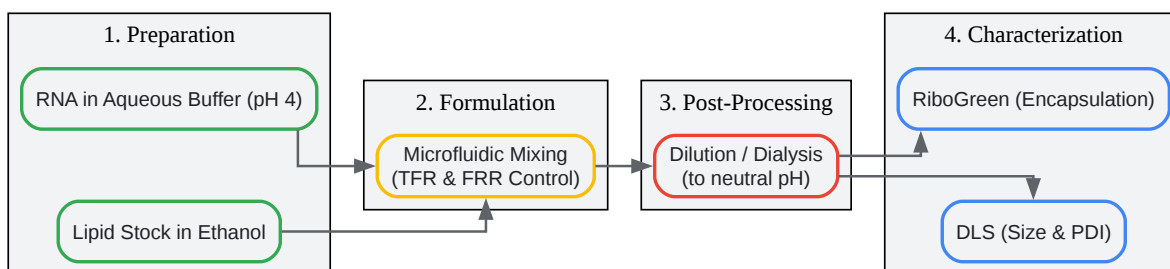 1. Preparation
RNA in Aqueous Buffer (pH 4)
Lipid Stock in Ethanol
2. Formulation
Microfluidic Mixing
(TFR & FRR Control)
3. Post-Processing
Dilution / Dialysis
(to neutral pH)
4. Characterization
RiboGreen (Encapsulation)
DLS (Size & PDI)